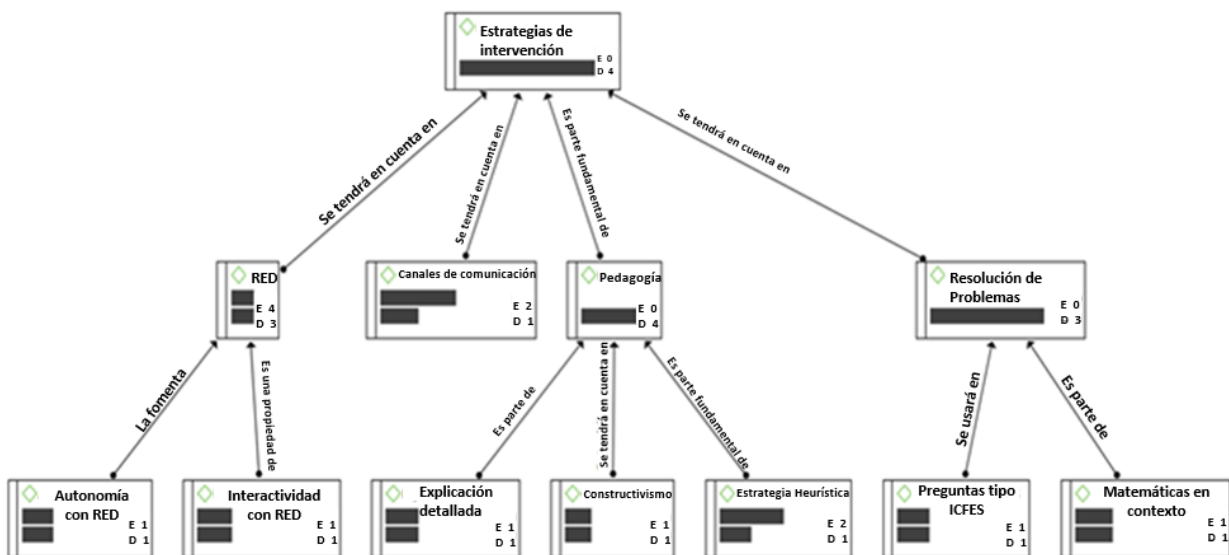 Estrategias de
intervención
E 0
D 4
Se tendrá en cuenta en
Se tendrá en cuenta en
Es parte fundamental de
Se tendrá en cuenta en
RED
E 4
D 3
Canales de comunicación
E 2
D 1
Pedagogía
E 0
D 4
Resolución de
Problemas
E 0
D 3
La fomenta
Es una propiedad de
Es parte de
Se tendrá en cuenta en
Es parte fundamental de
Se usará en
Es parte de
Autonomía
con RED
E 1
D 1
Interactividad
con RED
E 1
D 1
Explicación
detallada
E 1
D 1
Constructivismo
E 1
D 1
Estrategia Heurística
E 2
D 1
Preguntas tipo
ICFES
E 1
D 1
Matemáticas en
contexto
E 1
D 1